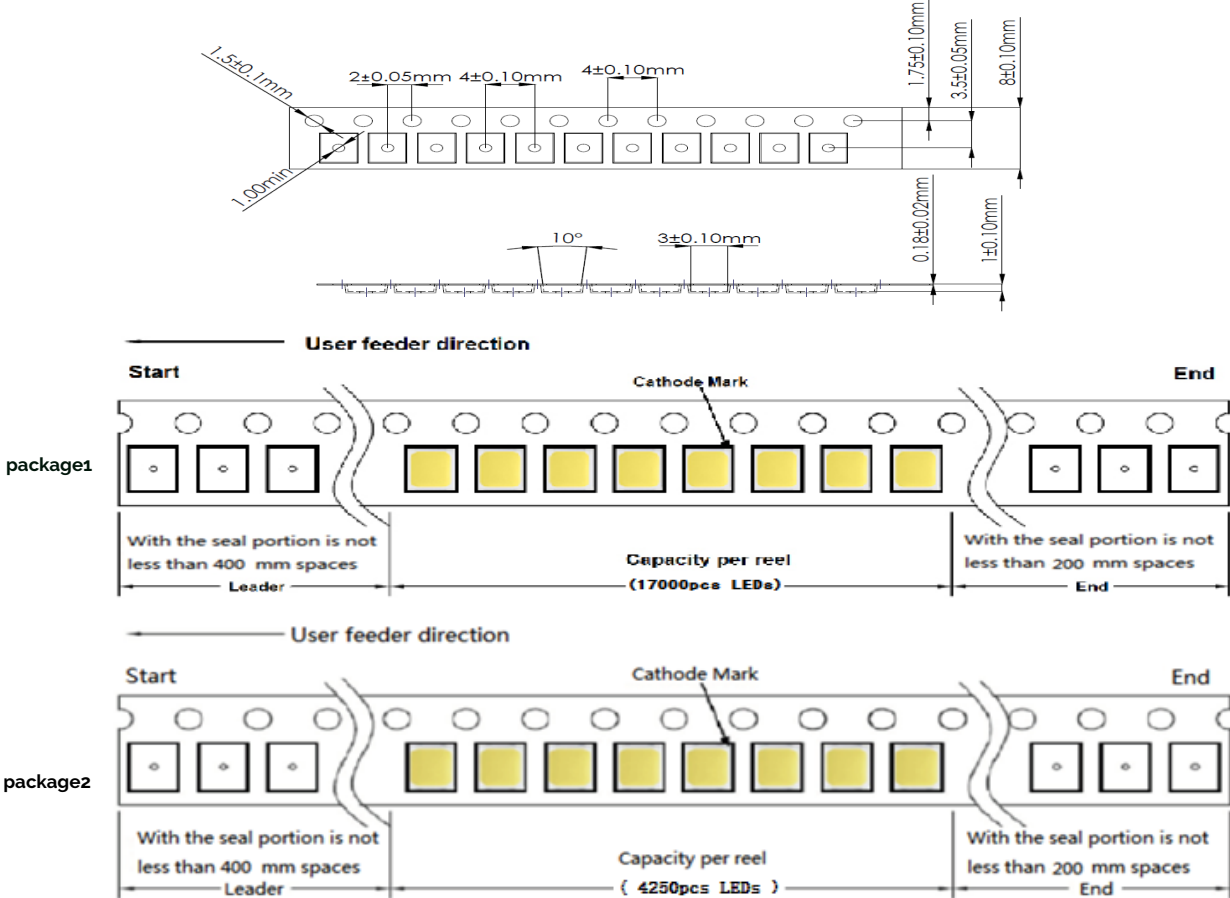 1.5±0.1mm
2±0.05mm
4±0.10mm
4±0.10mm
1.75±0.10mm
3.5±0.05mm
8±0.10mm
1.00min
10°
3±0.10mm
0.18±0.02mm
1±0.10mm
User feeder direction
Start
Cathode Mark
End
package1
With the seal portion is not
less than 400 mm spaces
Leader
Capacity per reel
(17000pcs LEDs)
With the seal portion is not
less than 200 mm spaces
End
User feeder direction
Start
Cathode Mark
End
package2
With the seal portion is not
less than 400 mm spaces
Leader
Capacity per reel
( 4250pcs LEDs )
With the seal portion is not
less than 200 mm spaces
End